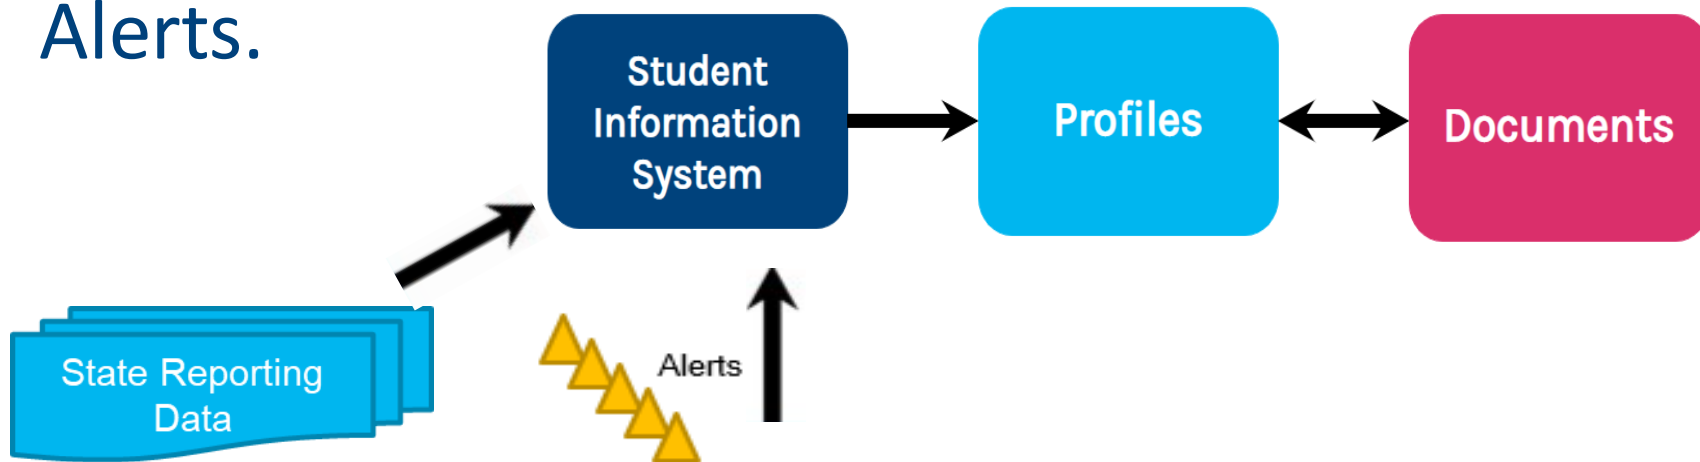 Alerts.
Student
Information
System
Profiles
Documents
State Reporting
Data
Alerts